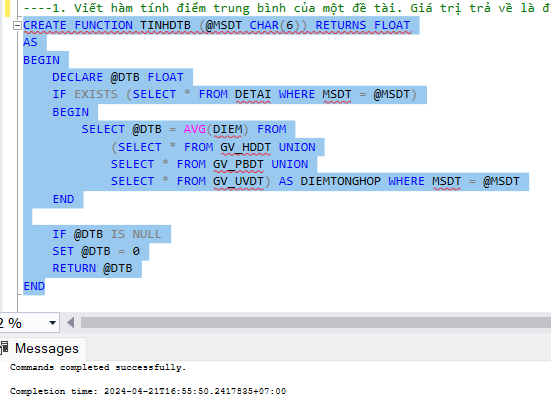 ----1. Viết hàm tính điểm trung bình của một đề tài. Giá trị trả về là đ
CREATE FUNCTION TINHDTB (@MSDT CHAR(6)) RETURNS FLOAT
AS
BEGIN
DECLARE @DTB FLOAT
IF EXISTS (SELECT * FROM DETAI WHERE MSDT = @MSDT)
BEGIN
SELECT @DTB = AVG(DIEM) FROM
(SELECT * FROM GV_HDDT UNION
SELECT * FROM GV_PBDT UNION
SELECT * FROM GV_UVDT) AS DIEMTONGHOP WHERE MSDT = @MSDT
END
IF @DTB IS NULL
SET @DTB = 0
RETURN @DTB
END
2 %
Messages
Commands completed successfully.
Completion time: 2024-04-21T16:55:50.2417835+07:00